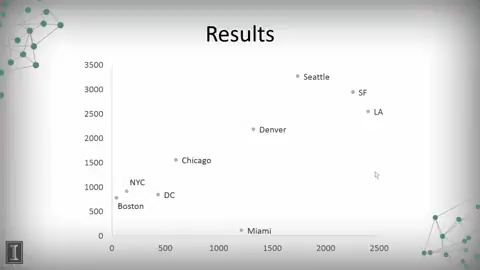 Results
3500
3000
2500
2000
1500
1000
500
0
Seattle
SF
LA
Denver
Chicago
NYC
DC
Boston
Miami
0 500 1000 1500 2000 2500
I